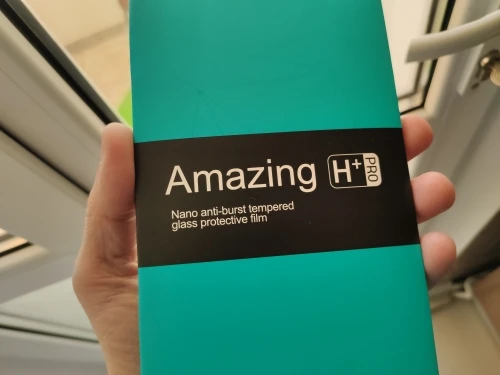 Amazing H+ PRO
Nano anti-burst tempered
glass protective film